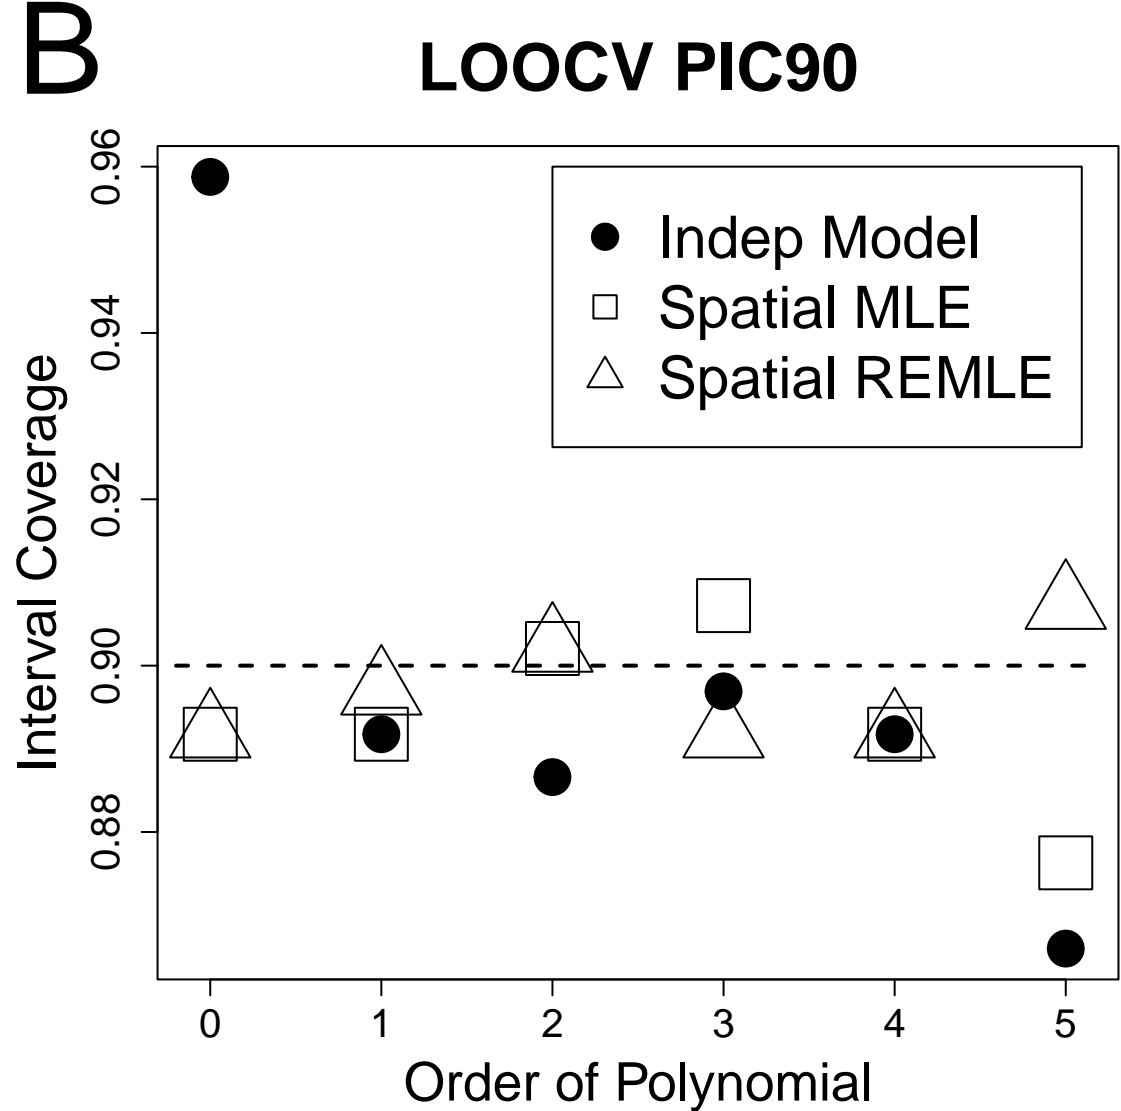 B
LOOCV PIC90
Interval Coverage
0.96
0.94
0.92
0.90
0.88
Indep Model
Spatial MLE
Spatial REMLE
0 1 2 3 4 5
Order of Polynomial